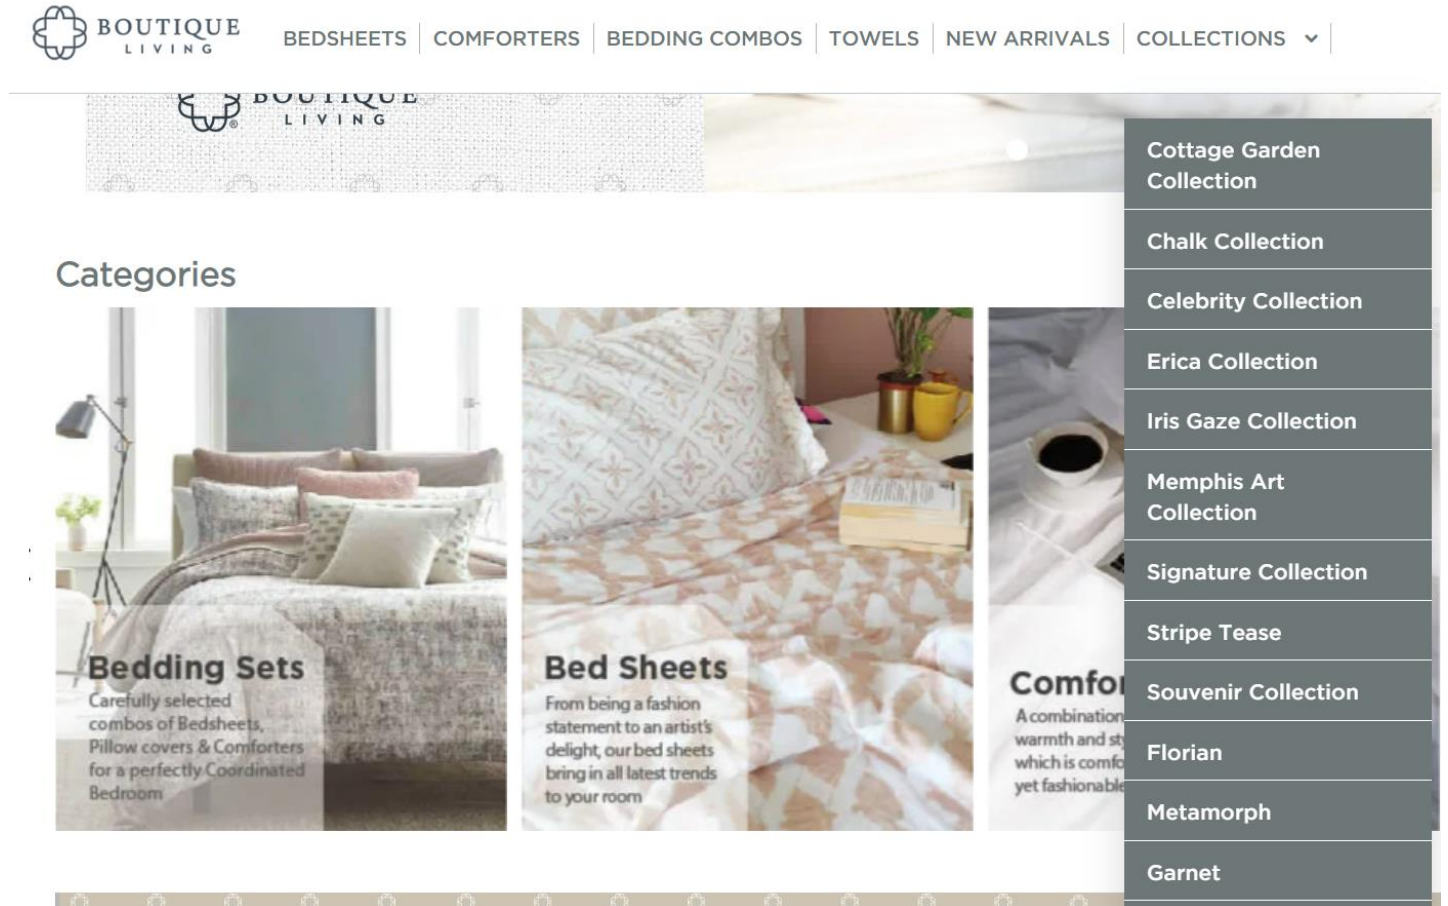 BOUTIQUE
LIVING
BEDSHEETS
COMFORTERS
BEDDING COMBOS
TOWELS
NEW ARRIVALS
COLLECTIONS
BOUTIQUE
LIVING
Cottage Garden
Collection
Chalk Collection
Celebrity Collection
Erica Collection
Iris Gaze Collection
Memphis Art
Collection
Signature Collection
Stripe Tease
Souvenir Collection
Florian
Metamorph
Garnet
Categories
Bedding Sets
Carefully selected
combos of Bedsheets,
Pillow covers & Comforters
for a perfectly Coordinated
Bedroom
Bed Sheets
From being a fashion
statement to an artist's
delight, our bed sheets
bring in all latest trends
to your room
A combination
warmth and
which is
yet fashionable